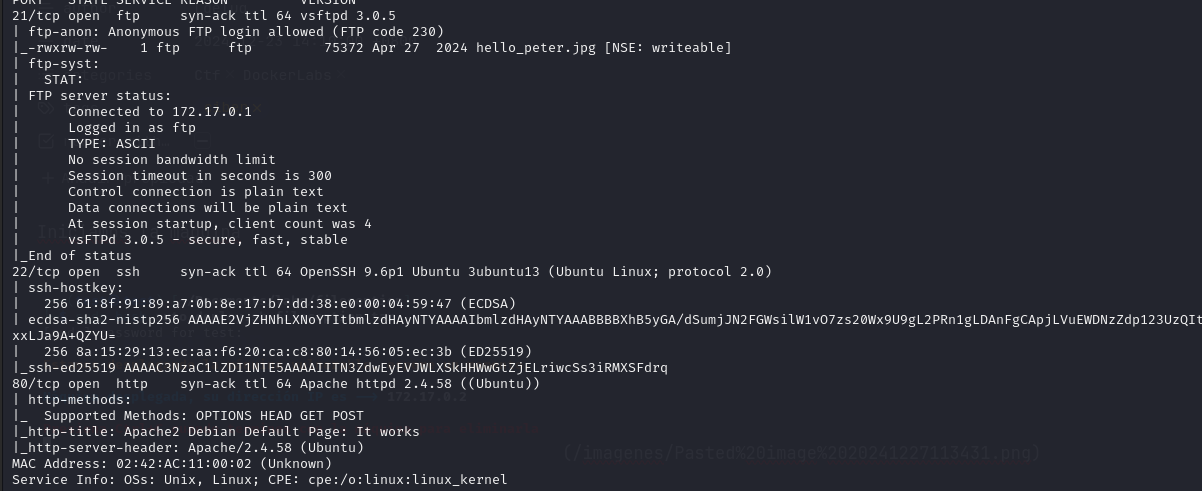 PORT STATE SERVICE REASON VERSION
21/tcp open ftp syn-ack ttl 64 vsftpd 3.0.5
| ftp-anon: Anonymous FTP login allowed (FTP code 230)
|_-rwxrw-rw- 1 ftp ftp 75372 Apr 27 2024 hello_peter.jpg [NSE: writeable]
| ftp-syst:
| STAT:
| FTP server status:
| Connected to 172.17.0.1
| Logged in as ftp
| TYPE: ASCII
| No session bandwidth limit
| Session timeout in seconds is 300
| Control connection is plain text
| Data connections will be plain text
| At session startup, client count was 4
| vsFTPd 3.0.5 - secure, fast, stable
|_End of status
22/tcp open ssh syn-ack ttl 64 OpenSSH 9.6p1 Ubuntu 3ubuntu13 (Ubuntu Linux; protocol 2.0)
| ssh-hostkey:
| 256 61:8f:91:89:a7:0b:8e:17:b7:dd:38:e0:00:04:59:47 (ECDSA)
| ecdsa-sha2-nistp256 AAAAE2VjZHNhLXNoYTItbmlzdHAyNTYAAAAIbmlzdHAyNTYAAABBBBXhB5yGA/dSumjJN2FGWsilW1vO7zs20Wx9U9gL2PRn1gLDAnFgCApjLVuEWDNzZdp123UzQIt
xxLJa9A+QZYU=
| 256 8a:15:29:13:ec:aa:f6:20:ca:c8:80:14:56:05:ec:3b (ED25519)
|_ssh-ed25519 AAAAC3NzaC1lZDI1NTE5AAAAIITN3ZdwEyEVJWLXSkHHWwGtZjELriwcSs3iRMXSFdrq
80/tcp open http syn-ack ttl 64 Apache httpd 2.4.58 ((Ubuntu))
| http-methods:
|_ Supported Methods: OPTIONS HEAD GET POST
|_http-title: Apache2 Debian Default Page: It works
|_http-server-header: Apache/2.4.58 (Ubuntu)
(/imagenes/Pasted%20image%2020241227113431.png)
MAC Address: 02:42:AC:11:00:02 (Unknown)
Service Info: OSs: Unix, Linux; CPE: cpe:/o:linux:linux_kernel